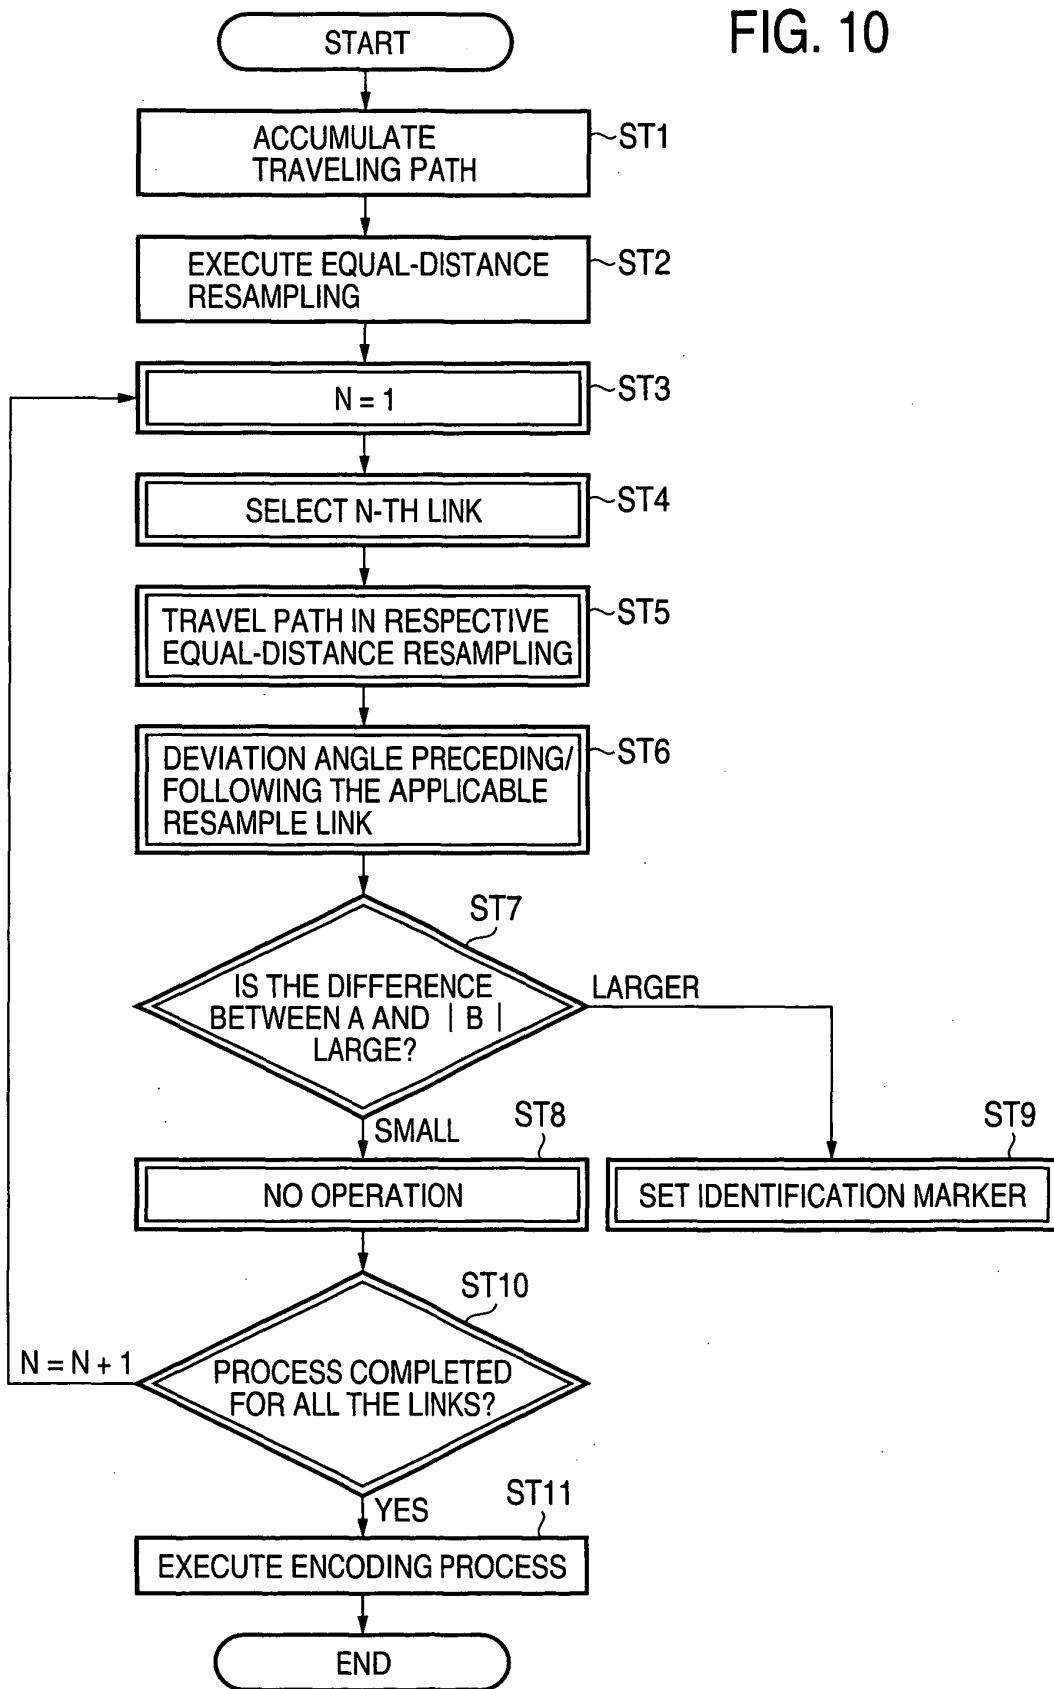 FIG. 10
START
ACCUMULATE
TRAVELING PATH
ST1
EXECUTE EQUAL-DISTANCE
RESAMPLING
ST2
N = 1
ST3
SELECT N-TH LINK
ST4
TRAVEL PATH IN RESPECTIVE
EQUAL-DISTANCE RESAMPLING
ST5
DEVIATION ANGLE PRECEDING/
FOLLOWING THE APPLICABLE
RESAMPLE LINK
ST6
ST7
IS THE DIFFERENCE
BETWEEN A AND | B |
LARGE?
LARGER
SMALL
ST8
NO OPERATION
ST9
SET IDENTIFICATION MARKER
ST10
PROCESS COMPLETED
FOR ALL THE LINKS?
N = N + 1
YES
ST11
EXECUTE ENCODING PROCESS
END